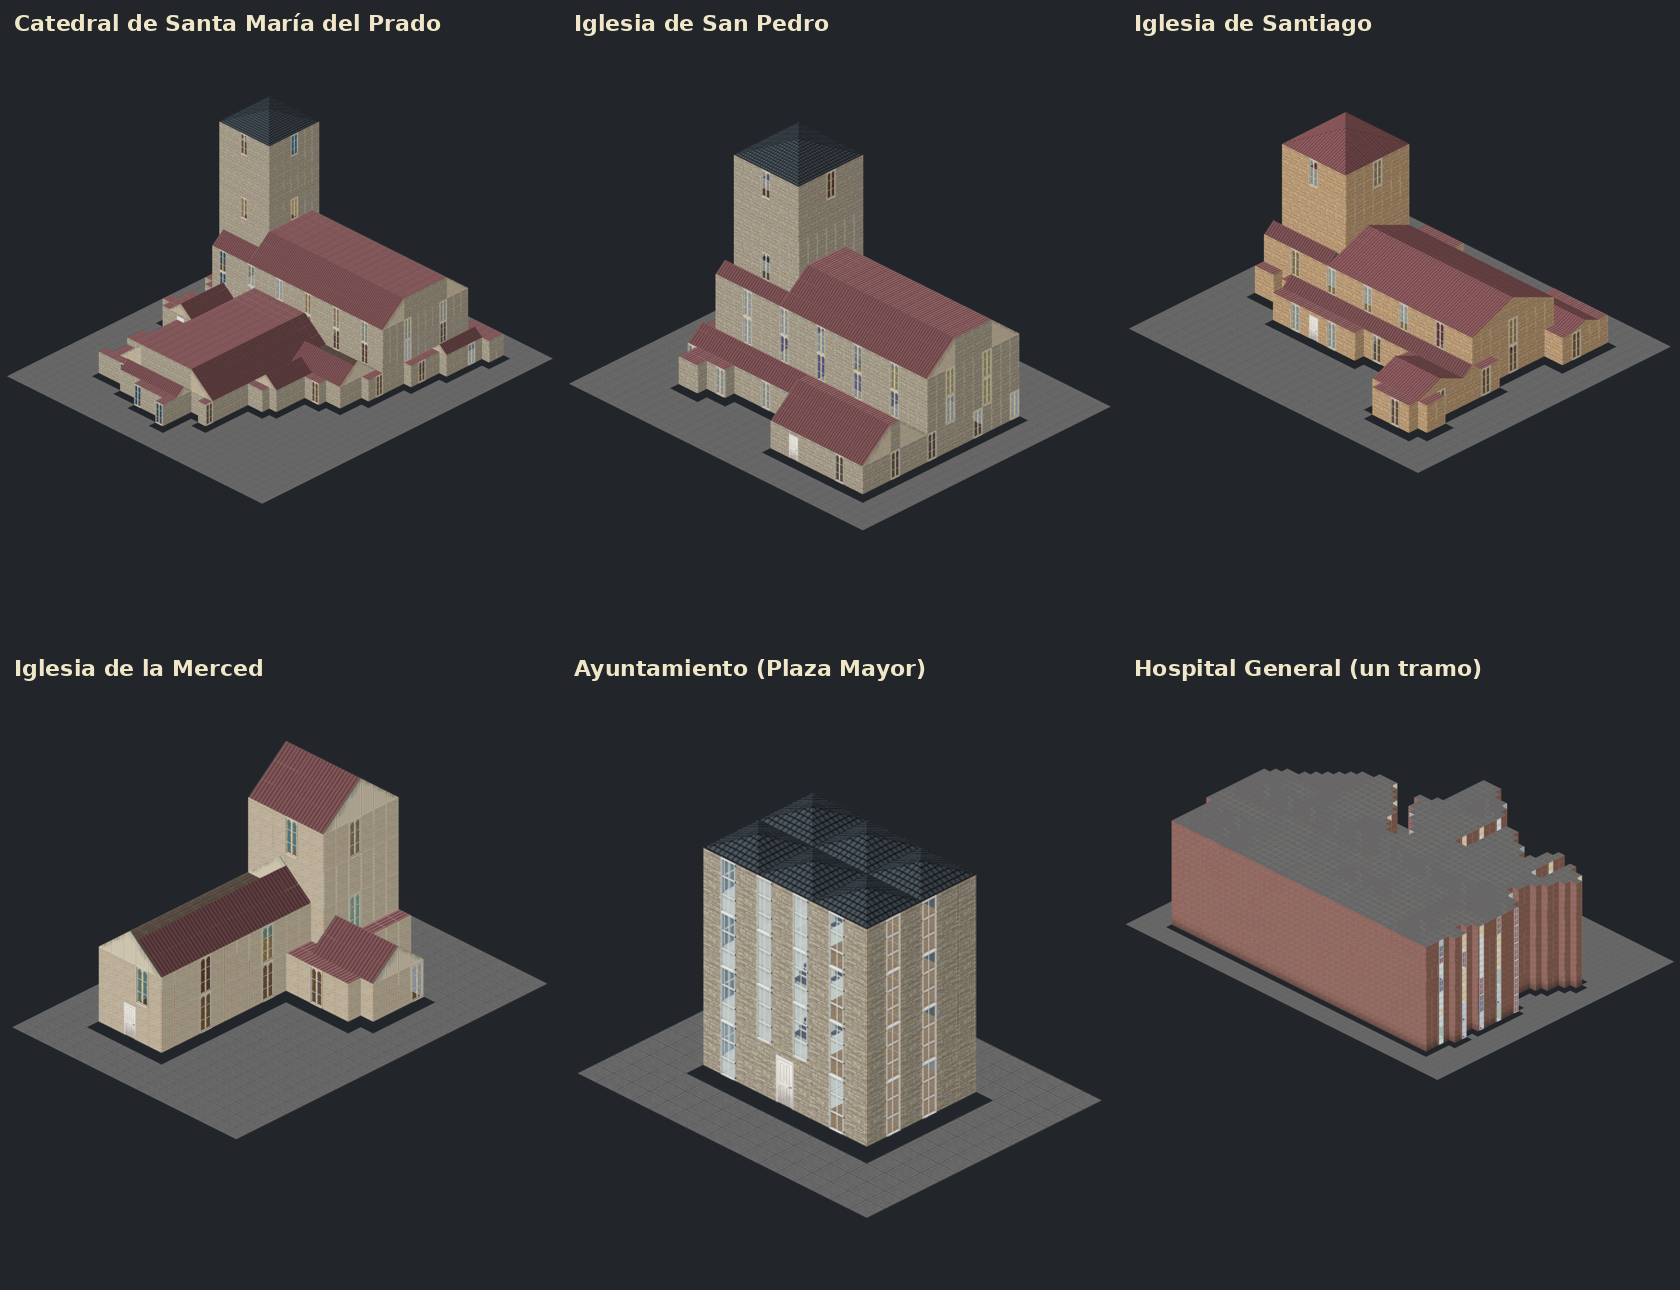 Catedral de Santa María del Prado
Iglesia de San Pedro
Iglesia de Santiago
Iglesia de la Merced
Ayuntamiento (Plaza Mayor)
Hospital General (un tramo)